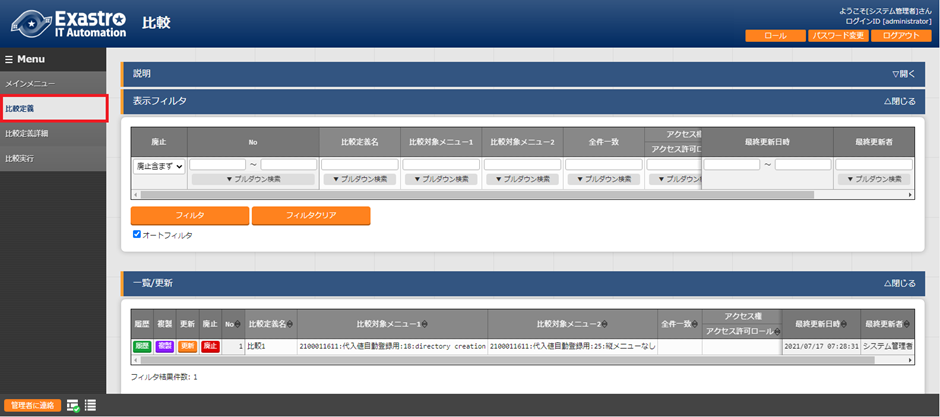 Exastro
IT Automation
比較
ようこそ[システム管理者]さん
ログインID [administrator]
ロール
パスワード変更
ログアウト
☰ Menu
メインメニュー
比較定義
比較定義詳細
比較実行
説明
▽開く
表示フィルタ
△閉じる
廃止
No
比較定義名
比較対象メニュー1
比較対象メニュー2
全件一致
アクセス権
アクセス許可ロ
最終更新日時
最終更新者
廃止含まず
～
～
▼ プルダウン検索
▼ プルダウン検索
▼ プルダウン検索
▼ プルダウン検索
▼ プルダウン検索
▼ プルダウン
▼ プルダウン検索
フィルタ
フィルタクリア
オートフィルタ
一覧/更新
△閉じる
履歴
複製
更新
廃止
No
比較定義名
比較対象メニュー1
比較対象メニュー2
全件一致
アクセス権
アクセス許可ロール
最終更新日時
最終更新者
履歴
複製
更新
廃止
1
比較1
2100011611:代入値自動登録用:18:directory creation
2100011611:代入値自動登録用:25:縦メニューなし
2021/07/17 07:28:31
システム管理者
フィルタ結果件数: 1
管理者に連絡